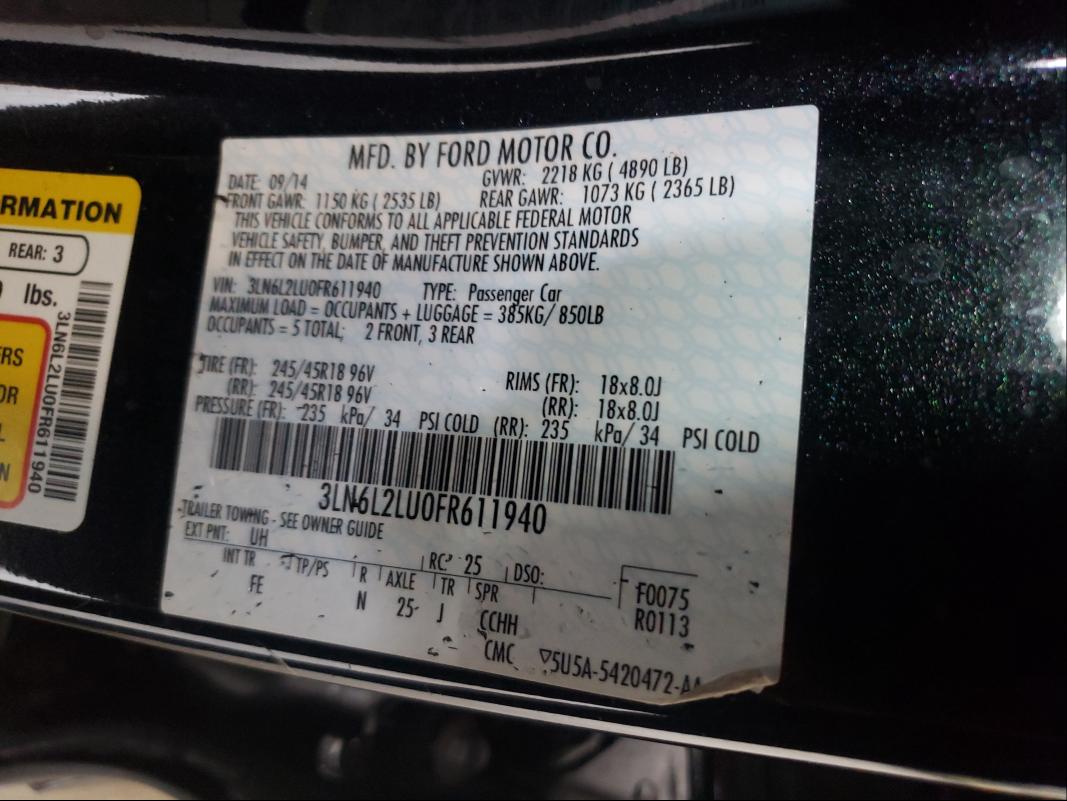 RMATION
REAR: 3
lbs.
ERS
OR
3LN6L2LU0FR611940
MFD. BY FORD MOTOR CO.
DATE: 09/14 GVWR: 2218 KG ( 4890 LB)
FRONT GAWR: 1150 KG ( 2535 LB) REAR GAWR: 1073 KG ( 2365 LB)
THIS VEHICLE CONFORMS TO ALL APPLICABLE FEDERAL MOTOR
VEHICLE SAFETY, BUMPER, AND THEFT PREVENTION STANDARDS
IN EFFECT ON THE DATE OF MANUFACTURE SHOWN ABOVE.
VIN: 3LN6L2LU0FR611940 TYPE: Passenger Car
MAXIMUM LOAD = OCCUPANTS + LUGGAGE = 385KG/ 850LB
OCCUPANTS = 5 TOTAL; 2 FRONT, 3 REAR
TIRE (FR): 245/45R18 96V RIMS (FR): 18x8.0J
(RR): 245/45R18 96V (RR): 18x8.0J
PRESSURE (FR): 235 kPa/ 34 PSI COLD (RR): 235 kPa/ 34 PSI COLD
3LN6L2LU0FR611940
TRAILER TOWING - SEE OWNER GUIDE
EXT PNT: UH RC: 25 DSO:
INT TR TP/PS R AXLE TR SPR F0075
FE N 25 J CCHH R0113
CMC 5U5A-5420472-AA